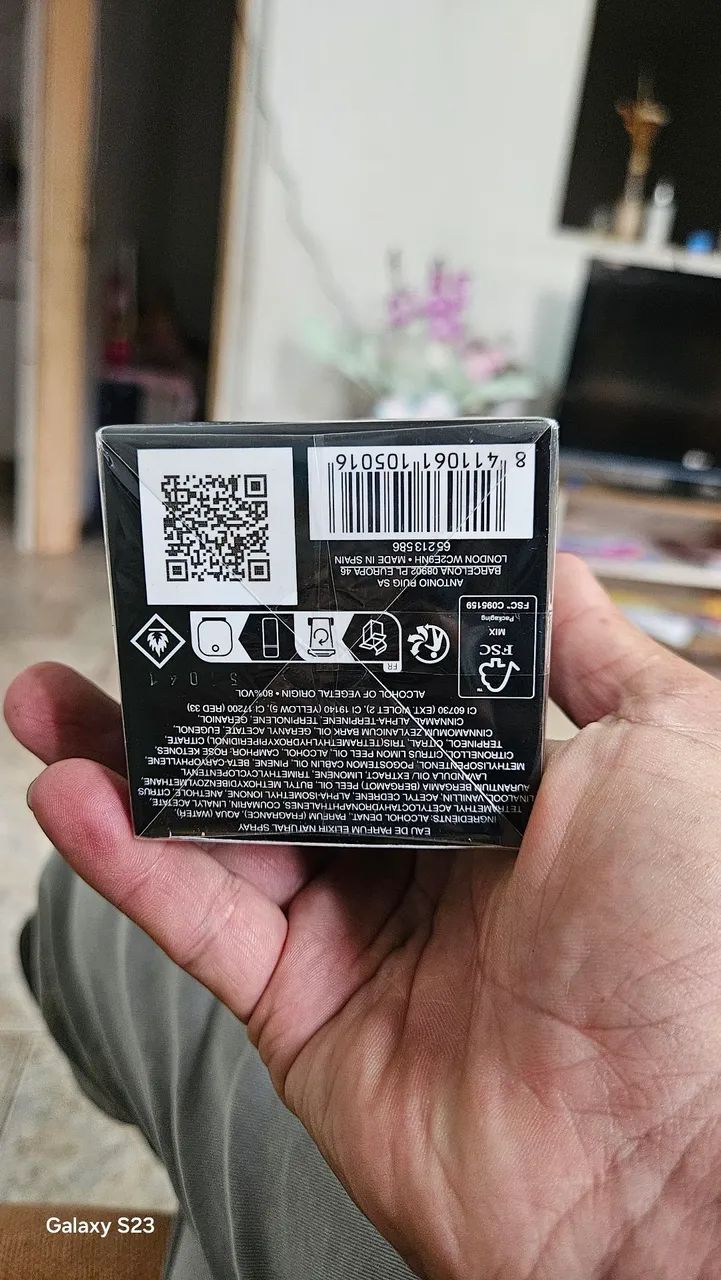 EAU DE PARFUM ELIXIR NATURAL SPRAY
INGREDIENTS: ALCOHOL DENAT., PARFUM (FRAGRANCE), AQUA (WATER),
TETRAMETHYL ACETYLOCTAHYDRONAPHTHALENES, COUMARIN, LINALYL ACETATE,
LINALOOL, VANILLIN, ACETYL CEDRENE, ALPHA-ISOMETHYL IONONE, ANETHOLE, CITRUS
AURANTIUM BERGAMIA (BERGAMOT) PEEL OIL, BUTYL METHOXYDIBENZOYLMETHANE,
LAVANDULA OIL/ EXTRACT, LIMONENE, TRIMETHYLCYCLOPENTENYL
METHYLISOPENTENOL, POGOSTEMON CABLIN OIL, PINENE, BETA-CARYOPHYLLENE,
CITRONELLOL, CITRUS LIMON PEEL OIL, ALCOHOL, CAMPHOR, ROSE KETONES,
TERPINEOL, CITRAL, TRIS(TETRAMETHYLHYDROXYPIPERIDINOL) CITRATE,
CINNAMOMUM ZEYLANICUM BARK OIL, GERANYL ACETATE, EUGENOL,
CINNAMAL, ALPHA-TERPINENE, TERPINOLENE, GERANIOL,
CI 60730 (EXT. VIOLET 2), CI 19140 (YELLOW 5), CI 17200 (RED 33)
ALCOHOL OF VEGETAL ORIGIN • 80%VOL.
FSC
MIX
Packaging
FSC™ C095159
FR
ANTONIO PUIG SA
BARCELONA 08902 PL EUROPA 46
LONDON WC2E9NH • MADE IN SPAIN
65213586
8 411061 105016
Galaxy S23